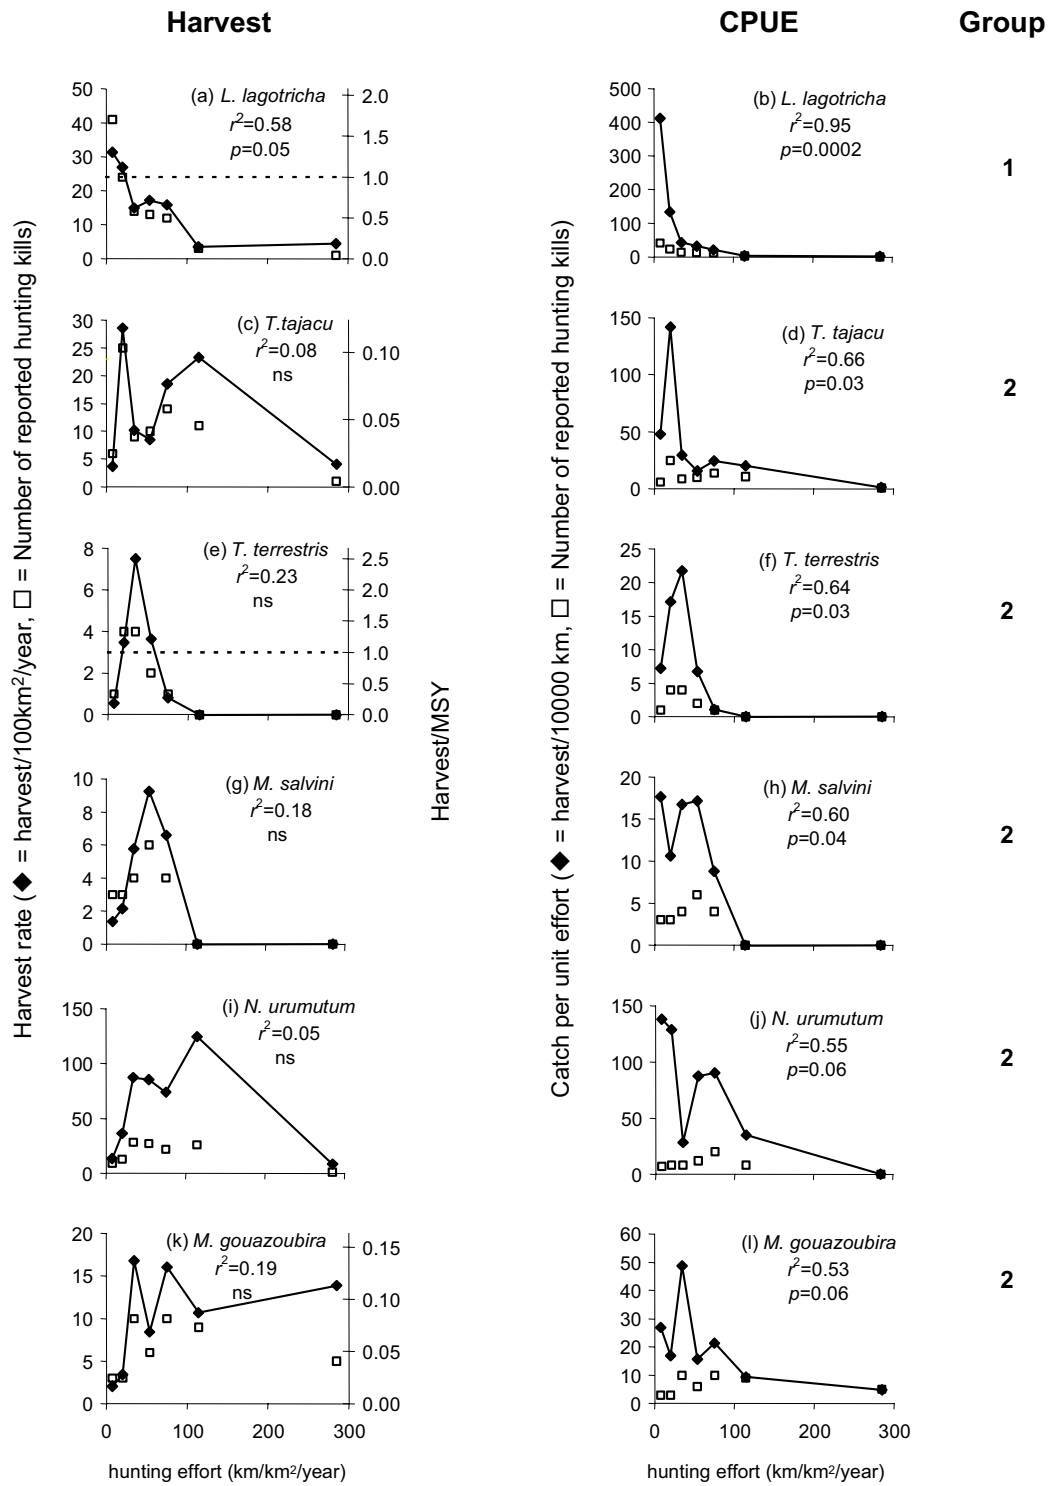 Harvest CPUE Group
Harvest rate (◆ = harvest/100km²/year, □ = Number of reported hunting kills)
(a) L. lagotricha
r²=0.58
p=0.05
50
40
30
20
10
0
2.0
1.5
1.0
0.5
0.0
(c) T.tajacu
r²=0.08
ns
30
25
20
15
10
5
0
0.10
0.05
0.00
(e) T. terrestris
r²=0.23
ns
8
6
4
2
0
2.5
2.0
1.5
1.0
0.5
0.0
(g) M. salvini
r²=0.18
ns
10
8
6
4
2
0
(i) N. urumutum
r²=0.05
ns
150
100
50
0
(k) M. gouazoubira
r²=0.19
ns
20
15
10
5
0
0.15
0.10
0.05
0.00
0 100 200 300
hunting effort (km/km²/year)
Harvest/MSY
Catch per unit effort (◆ = harvest/10000 km, □ = Number of reported hunting kills)
(b) L. lagotricha
r²=0.95
p=0.0002
500
400
300
200
100
0
1
(d) T. tajacu
r²=0.66
p=0.03
150
100
50
0
2
(f) T. terrestris
r²=0.64
p=0.03
25
20
15
10
5
0
2
(h) M. salvini
r²=0.60
p=0.04
20
15
10
5
0
2
(j) N. urumutum
r²=0.55
p=0.06
150
100
50
0
2
(l) M. gouazoubira
r²=0.53
p=0.06
60
50
40
30
20
10
0
2
0 100 200 300
hunting effort (km/km²/year)